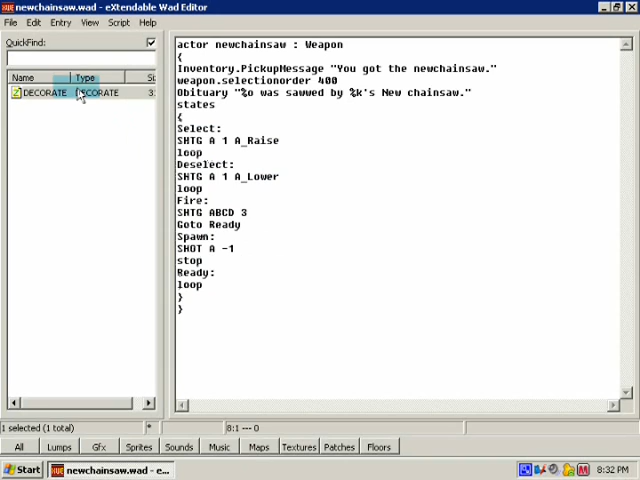 newchainsaw.wad - eXtendable Wad Editor
File Edit Entry View Script Help
QuickFind:
Name Type Si
DECORATE DECORATE 3
actor newchainsaw : Weapon
{
Inventory.PickupMessage "You got the newchainsaw."
weapon.selectionorder 400
Obituary "%o was sawwed by %k's New chainsaw."
states
{
Select:
SHTG A 1 A_Raise
loop
Deselect:
SHTG A 1 A_Lower
loop
Fire:
SHTG ABCD 3
Goto Ready
Spawn:
SHOT A -1
stop
Ready:
loop
}
}
1 selected (1 total) * 8:1 --- 0
All Lumps Gfx Sprites Sounds Music Maps Textures Patches Floors
Start newchainsaw.wad - e... 8:32 PM